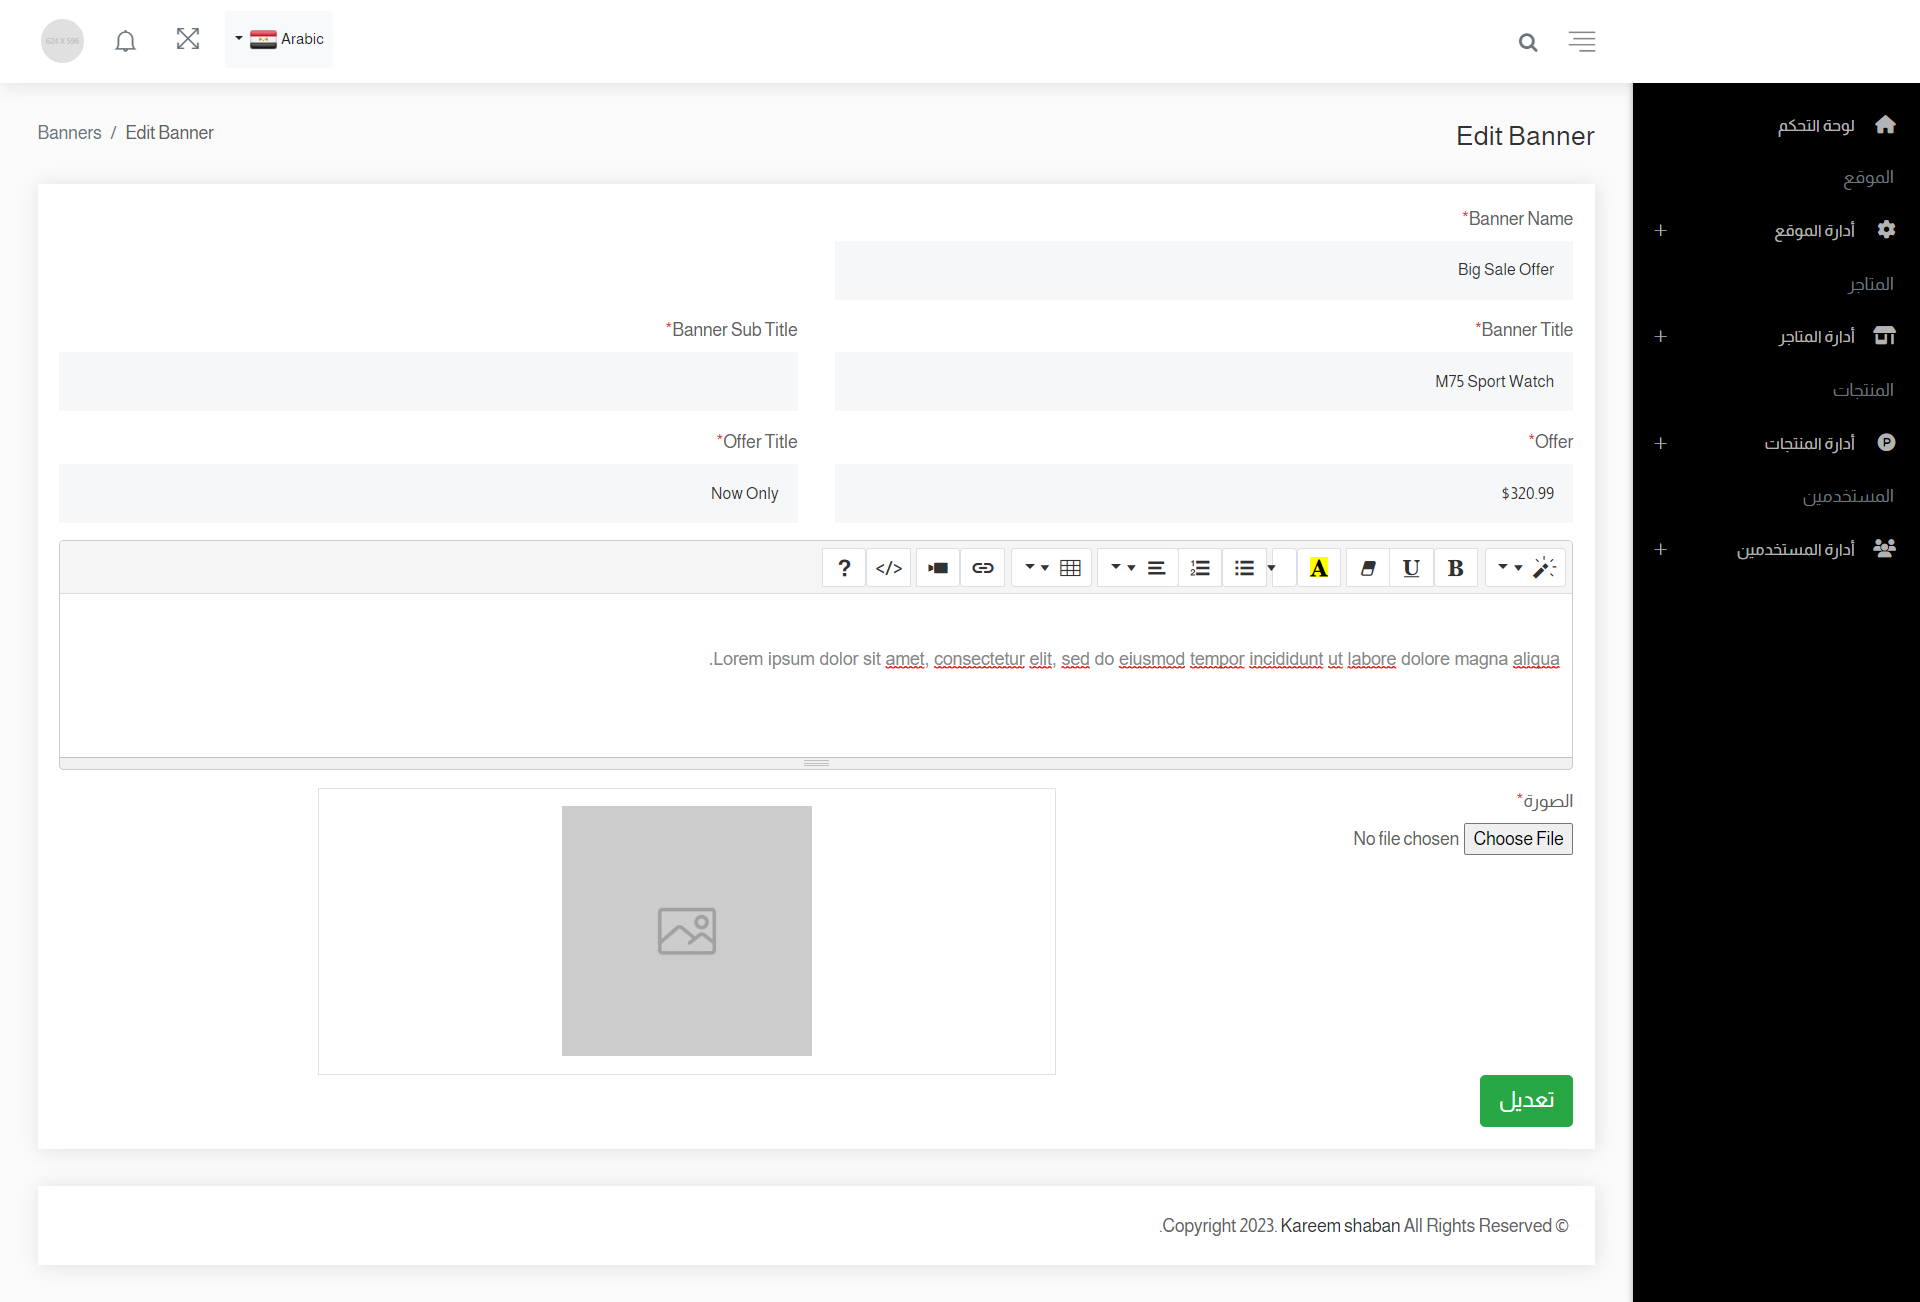 Arabic
624 X 596
لوحة التحكم
الموقع
أدارة الموقع
المتاجر
أدارة المتاجر
المنتجات
أدارة المنتجات
المستخدمين
أدارة المستخدمين
Edit Banner
Banners / Edit Banner
*Banner Name
Big Sale Offer
*Banner Title
M75 Sport Watch
*Banner Sub Title
*Offer
$320.99
*Offer Title
Now Only
B U A </> ?
.Lorem ipsum dolor sit amet, consectetur elit, sed do eiusmod tempor incididunt ut labore dolore magna aliqua
الصورة*
Choose File No file chosen
تعديل
.Copyright 2023. Kareem shaban All Rights Reserved ©